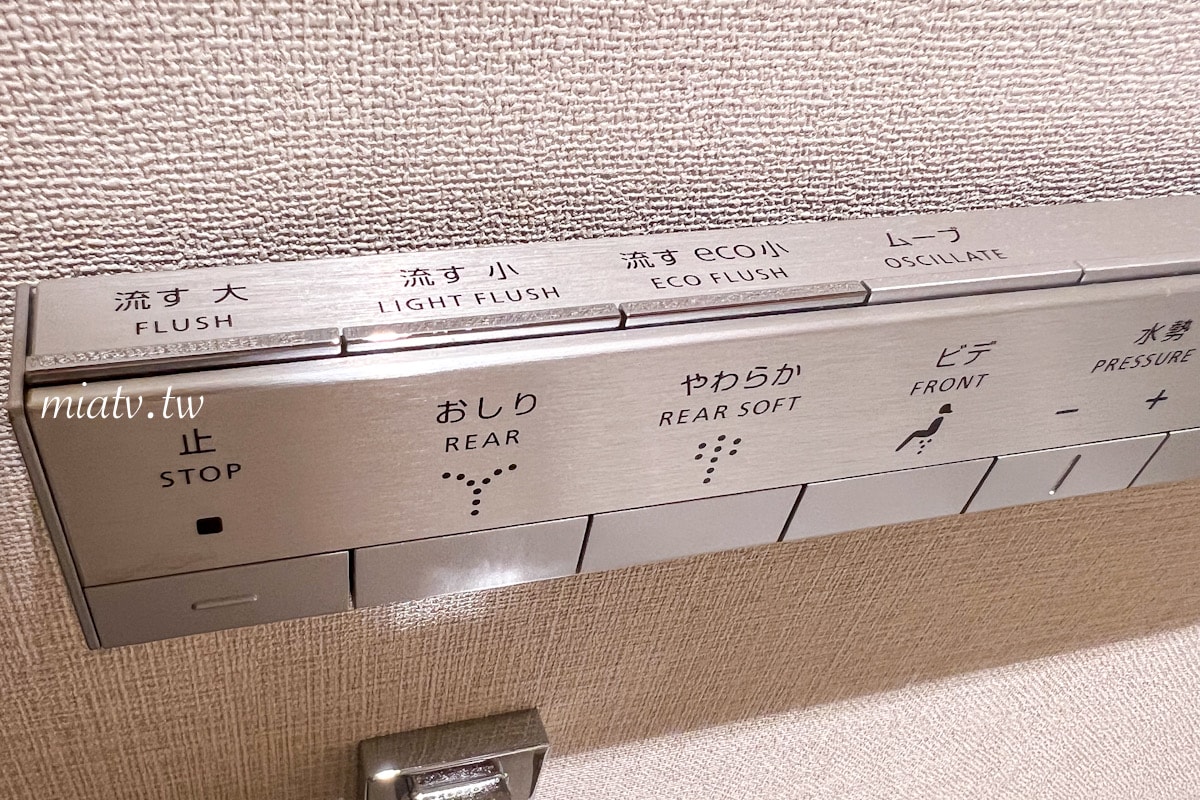 流す 大
FLUSH
流す 小
LIGHT FLUSH
流す eco小
ECO FLUSH
ムーブ
OSCILLATE
miatv.tw
止
STOP
おしり
REAR
やわらか
REAR SOFT
ビデ
FRONT
水勢
PRESSURE
− +